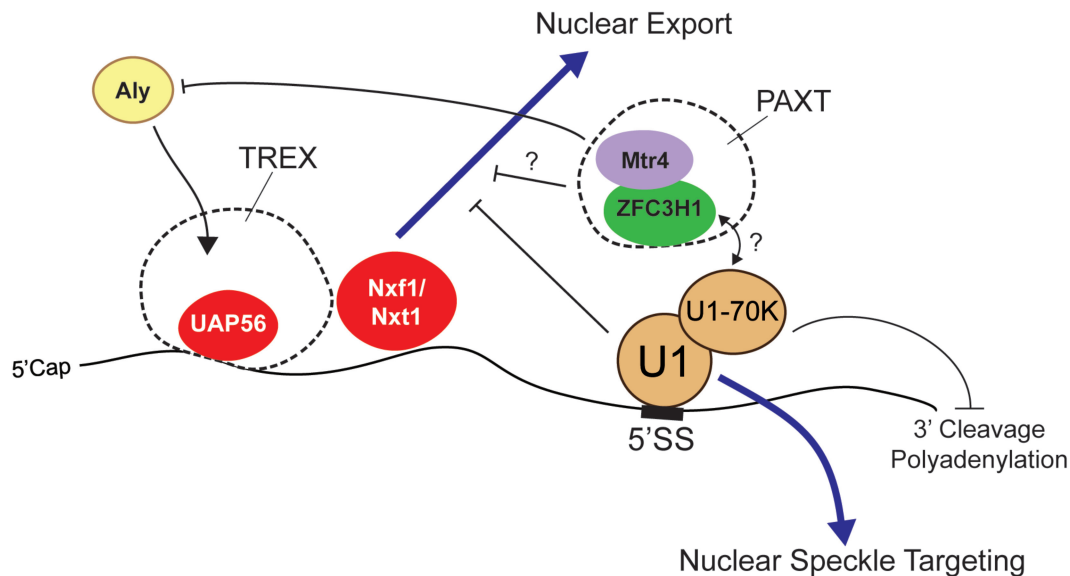 Nuclear Export
Aly
PAXT
TREX
Mtr4
?
ZFC3H1
?
Nxf1/
Nxt1
UAP56
U1-70K
U1
5'Cap
5'SS
3' Cleavage
Polyadenylation
Nuclear Speckle Targeting